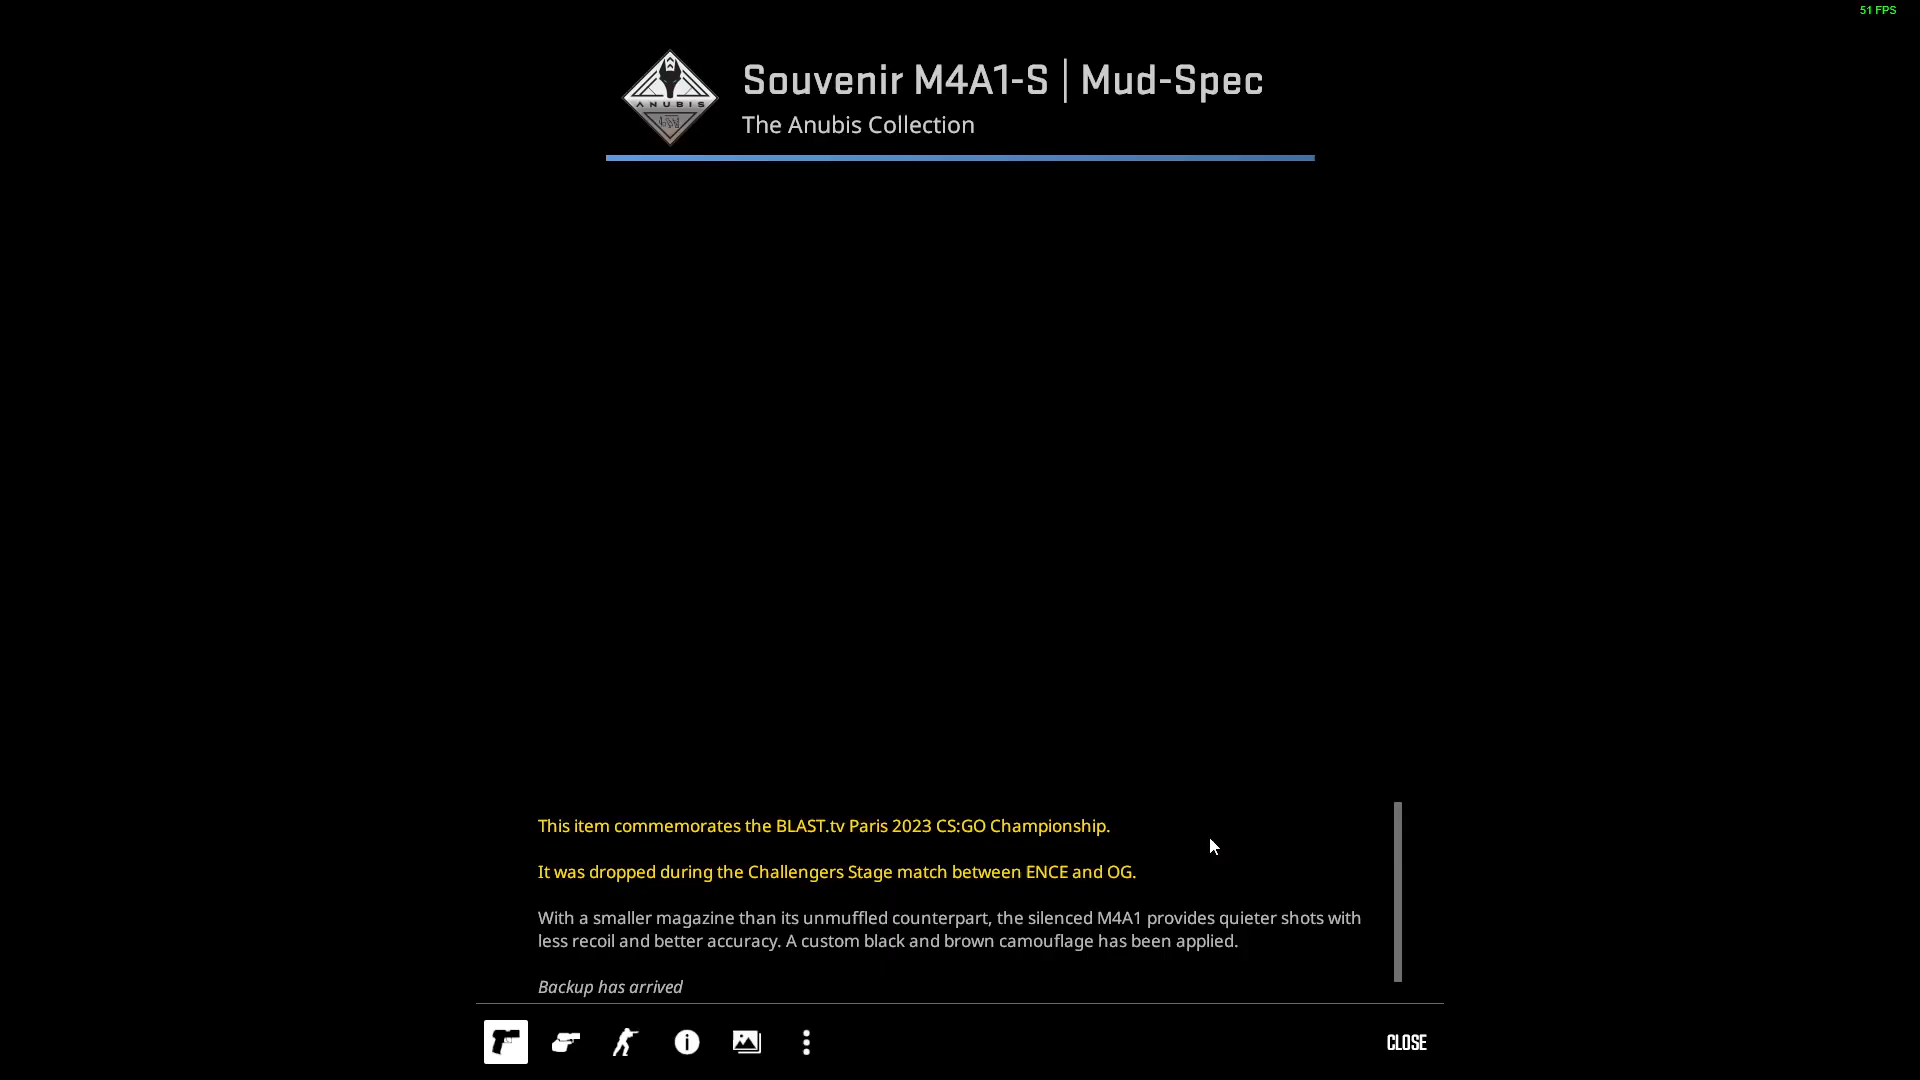 51 FPS
ANUBIS
Souvenir M4A1-S | Mud-Spec
The Anubis Collection
This item commemorates the BLAST.tv Paris 2023 CS:GO Championship.
It was dropped during the Challengers Stage match between ENCE and OG.
With a smaller magazine than its unmuffled counterpart, the silenced M4A1 provides quieter shots with
less recoil and better accuracy. A custom black and brown camouflage has been applied.
Backup has arrived
CLOSE